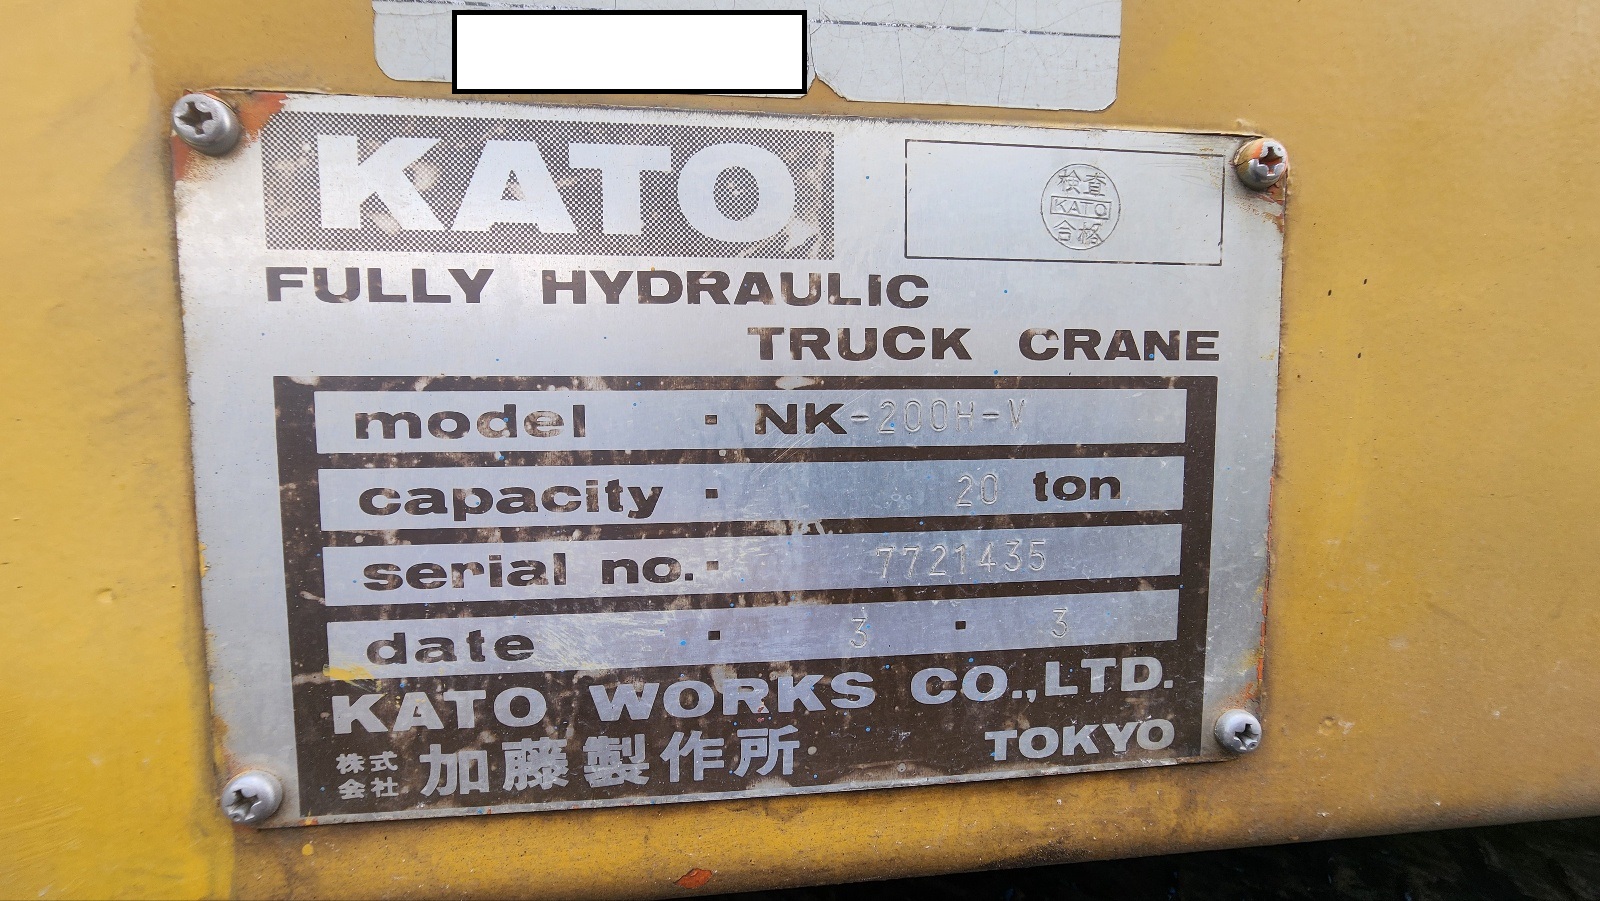 KATO
検査
KATO
合格
FULLY HYDRAULIC
TRUCK CRANE
model · NK-200H-V
capacity · 20 ton
serial no. · 7721435
date · 3 · 3
KATO WORKS CO.,LTD.
株式会社 加藤製作所 TOKYO